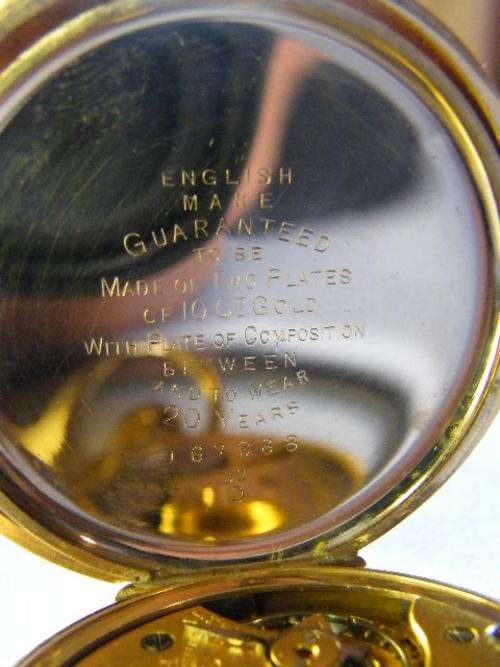 ENGLISH
MAKE
GUARANTEED
TO BE
MADE OF TWO PLATES
OF 10 CT GOLD
WITH PLATE OF COMPOSITION
BETWEEN
AND TO WEAR
20 YEARS